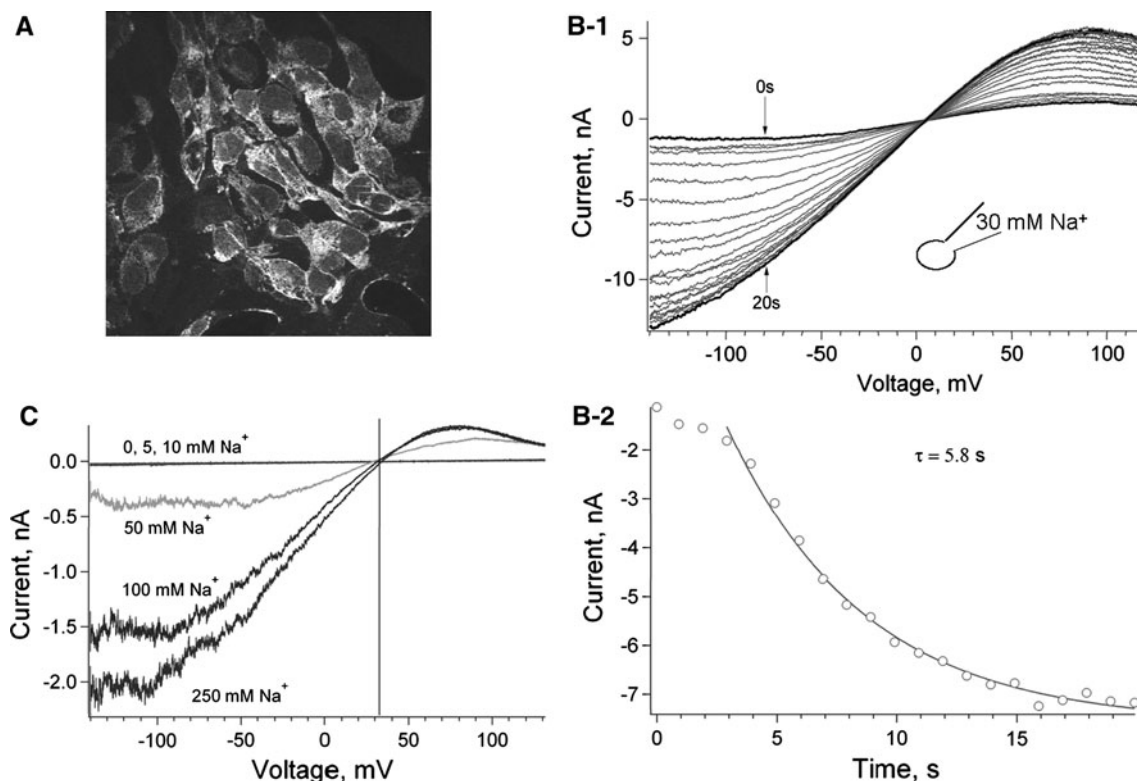 A
B-1
5
0
-5
-10
Current, nA
0s
20s
30 mM Na⁺
-100
-50
0
50
100
Voltage, mV
C
0, 5, 10 mM Na⁺
50 mM Na⁺
100 mM Na⁺
250 mM Na⁺
0.0
-0.5
-1.0
-1.5
-2.0
Current, nA
-100
-50
0
50
100
Voltage, mV
B-2
τ = 5.8 s
-2
-3
-4
-5
-6
-7
Current, nA
0
5
10
15
Time, s